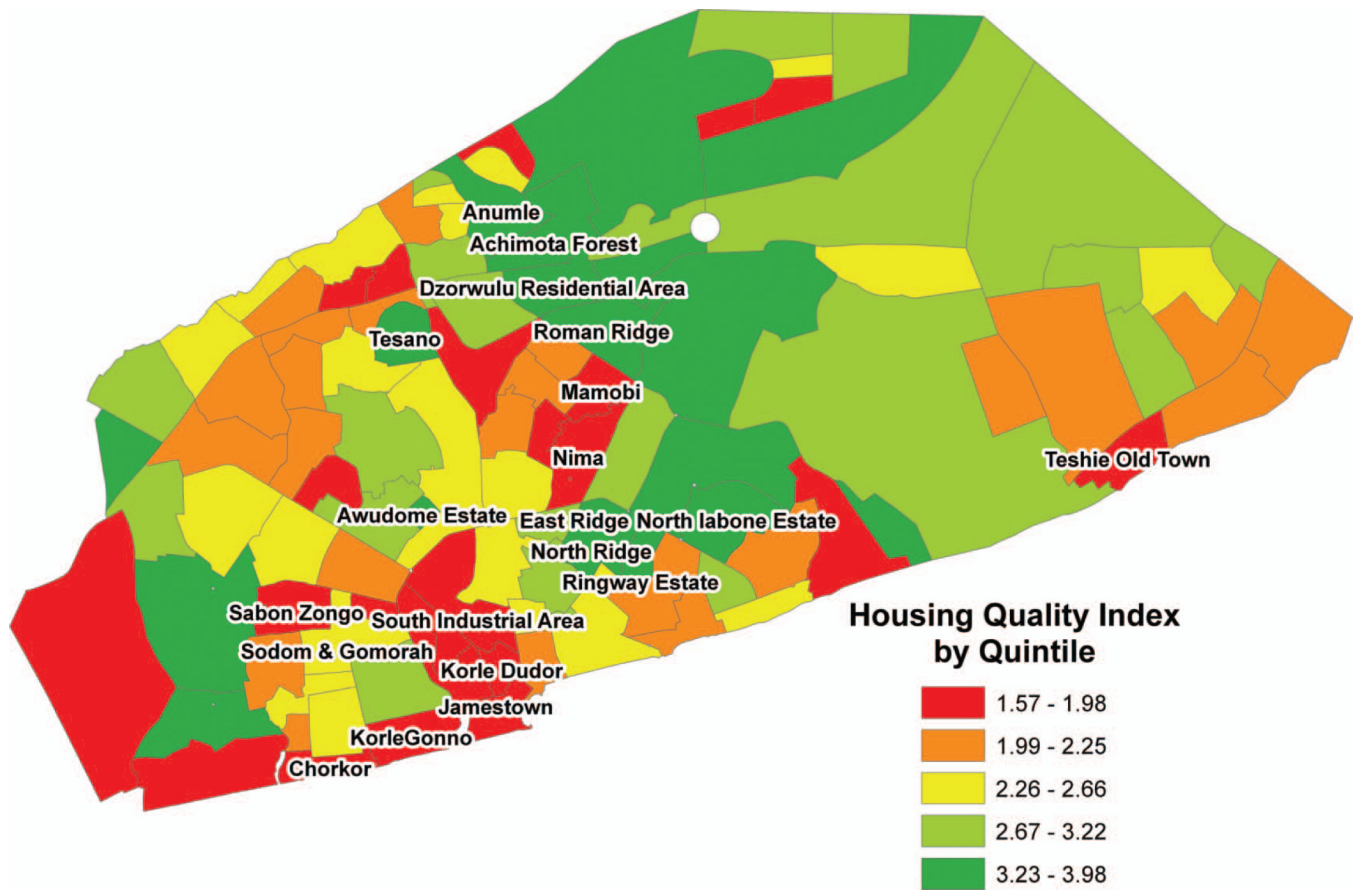 Anumle
Achimota Forest
Dzorwulu Residential Area
Roman Ridge
Tesano
Mamobi
Nima
Teshie Old Town
Awudome Estate
East Ridge
North labone Estate
North Ridge
Ringway Estate
Sabon Zongo
South Industrial Area
Sodom & Gomorah
Korle Dudor
Jamestown
KorleGonno
Chorkor
Housing Quality Index
by Quintile
1.57 - 1.98
1.99 - 2.25
2.26 - 2.66
2.67 - 3.22
3.23 - 3.98